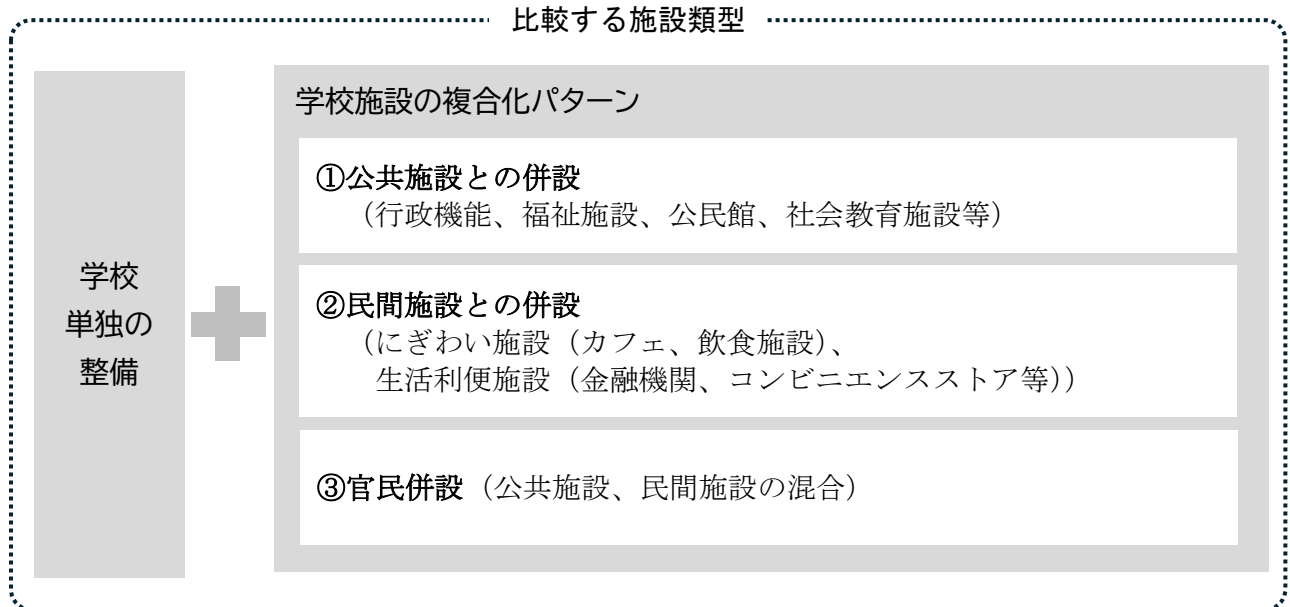 比較する施設類型
学校
単独の
整備
学校施設の複合化パターン
①公共施設との併設
（行政機能、福祉施設、公民館、社会教育施設等）
②民間施設との併設
（にぎわい施設（カフェ、飲食施設）、
生活利便施設（金融機関、コンビニエンスストア等））
③官民併設（公共施設、民間施設の混合）